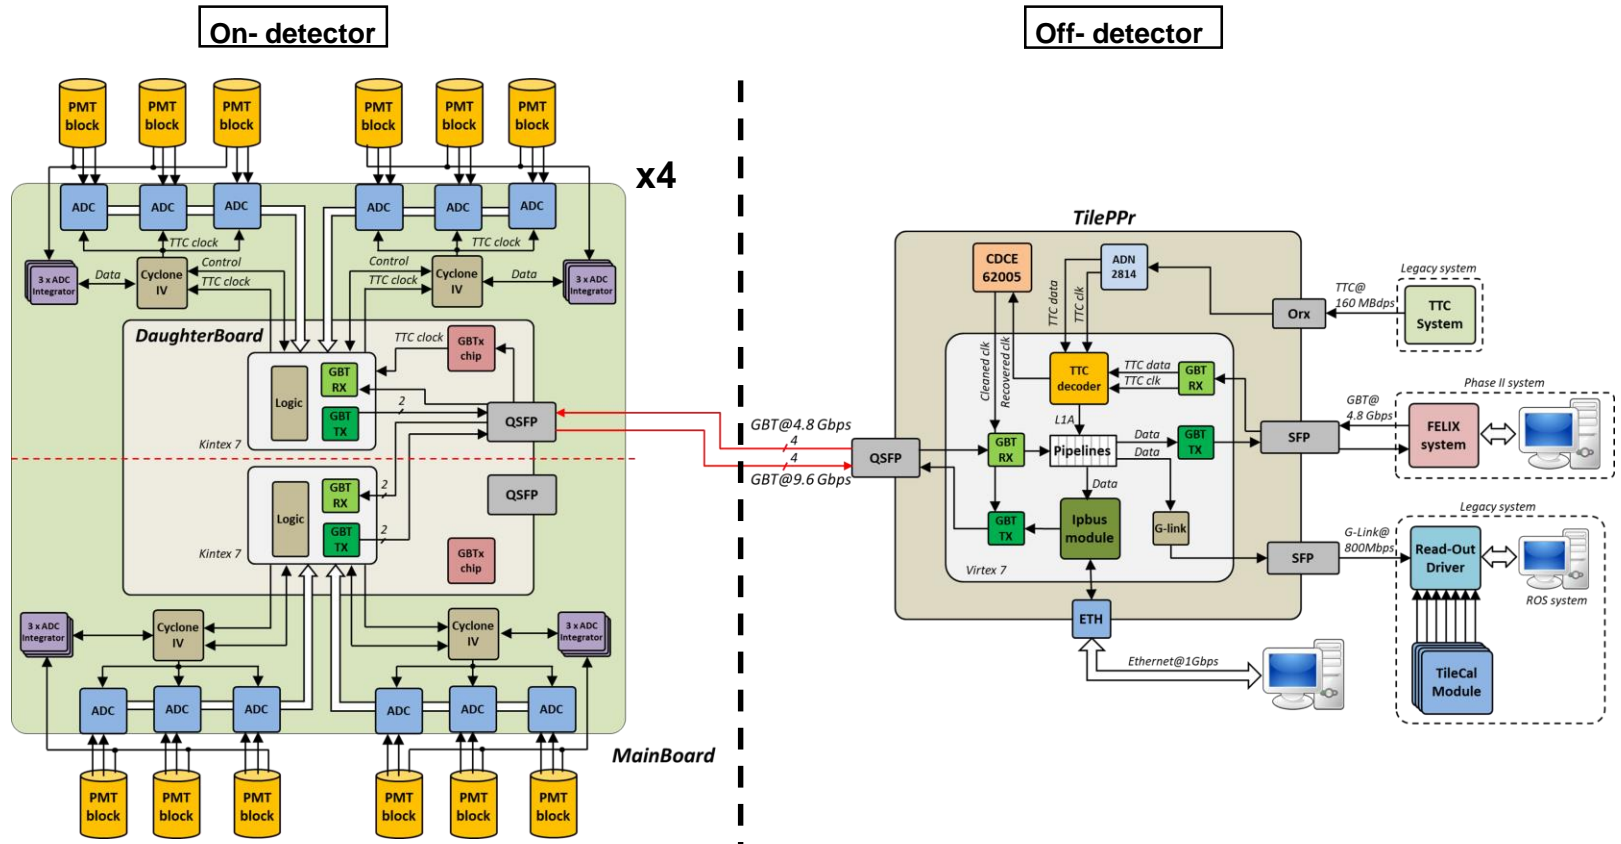 On- detector
Off- detector
PMT
block
PMT
block
PMT
block
PMT
block
PMT
block
PMT
block
x4
ADC
ADC
ADC
ADC
ADC
ADC
TTC clock
TTC clock
3 x ADC
Integrator
Data
Cyclone
IV
Control
TTC clock
Control
TTC clock
Cyclone
IV
Data
3 x ADC
Integrator
DaughterBoard
TTC clock
GBTx
chip
Logic
GBT
RX
GBT
TX
2
Kintex 7
QSFP
Logic
GBT
RX
GBT
TX
2
2
Kintex 7
QSFP
GBTx
chip
3 x ADC
Integrator
Cyclone
IV
Cyclone
IV
3 x ADC
Integrator
ADC
ADC
ADC
ADC
ADC
ADC
MainBoard
PMT
block
PMT
block
PMT
block
PMT
block
PMT
block
PMT
block
GBT@4.8 Gbps
4
4
GBT@9.6 Gbps
QSFP
TilePPr
CDCE
62005
ADN
2814
TTC data
TTC clk
Cleaned clk
Recovered clk
TTC
decoder
TTC data
TTC clk
GBT
RX
L1A
GBT
RX
Pipelines
Data
Data
GBT
TX
Data
GBT
TX
Ipbus
module
G-link
Virtex 7
ETH
Ethernet@1Gbps
Orx
TTC@
160 MBdps
Legacy system
TTC
System
SFP
GBT@
4.8 Gbps
Phase II system
FELIX
system
SFP
G-Link@
800Mbps
Legacy system
Read-Out
Driver
ROS system
TileCal
Module